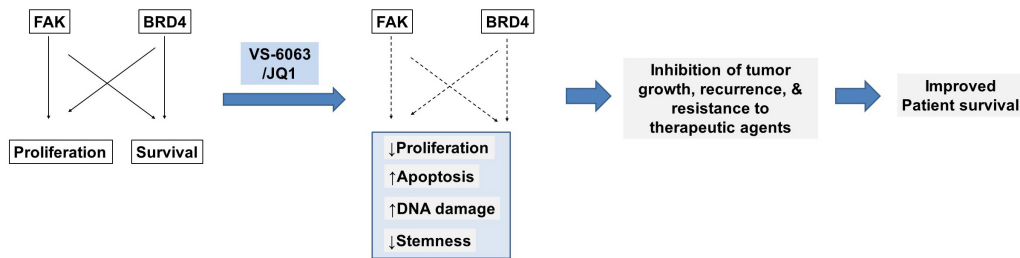 FAK
BRD4
Proliferation
Survival
VS-6063
/JQ1
FAK
BRD4
↓Proliferation
↑Apoptosis
↑DNA damage
↓Stemness
Inhibition of tumor
growth, recurrence, &
resistance to
therapeutic agents
Improved
Patient survival